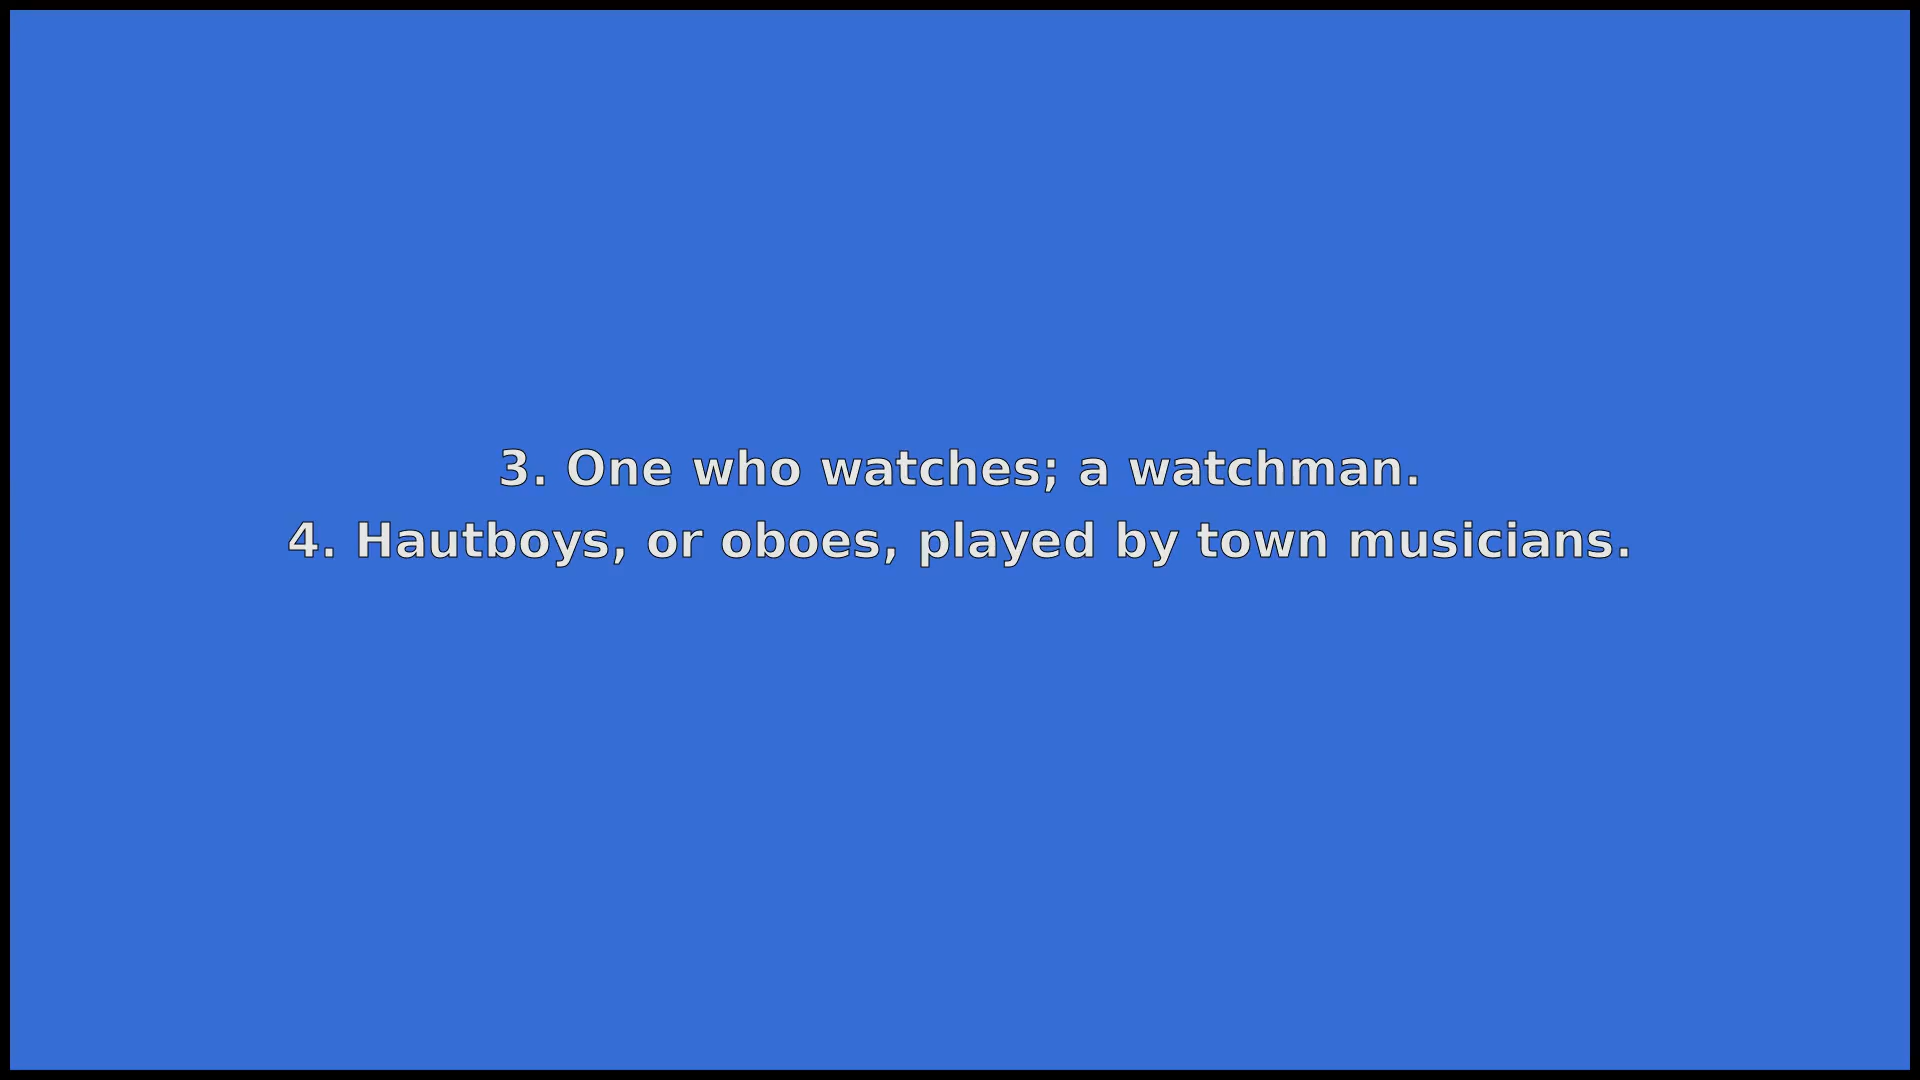 3. One who watches; a watchman.
4. Hautboys, or oboes, played by town musicians.